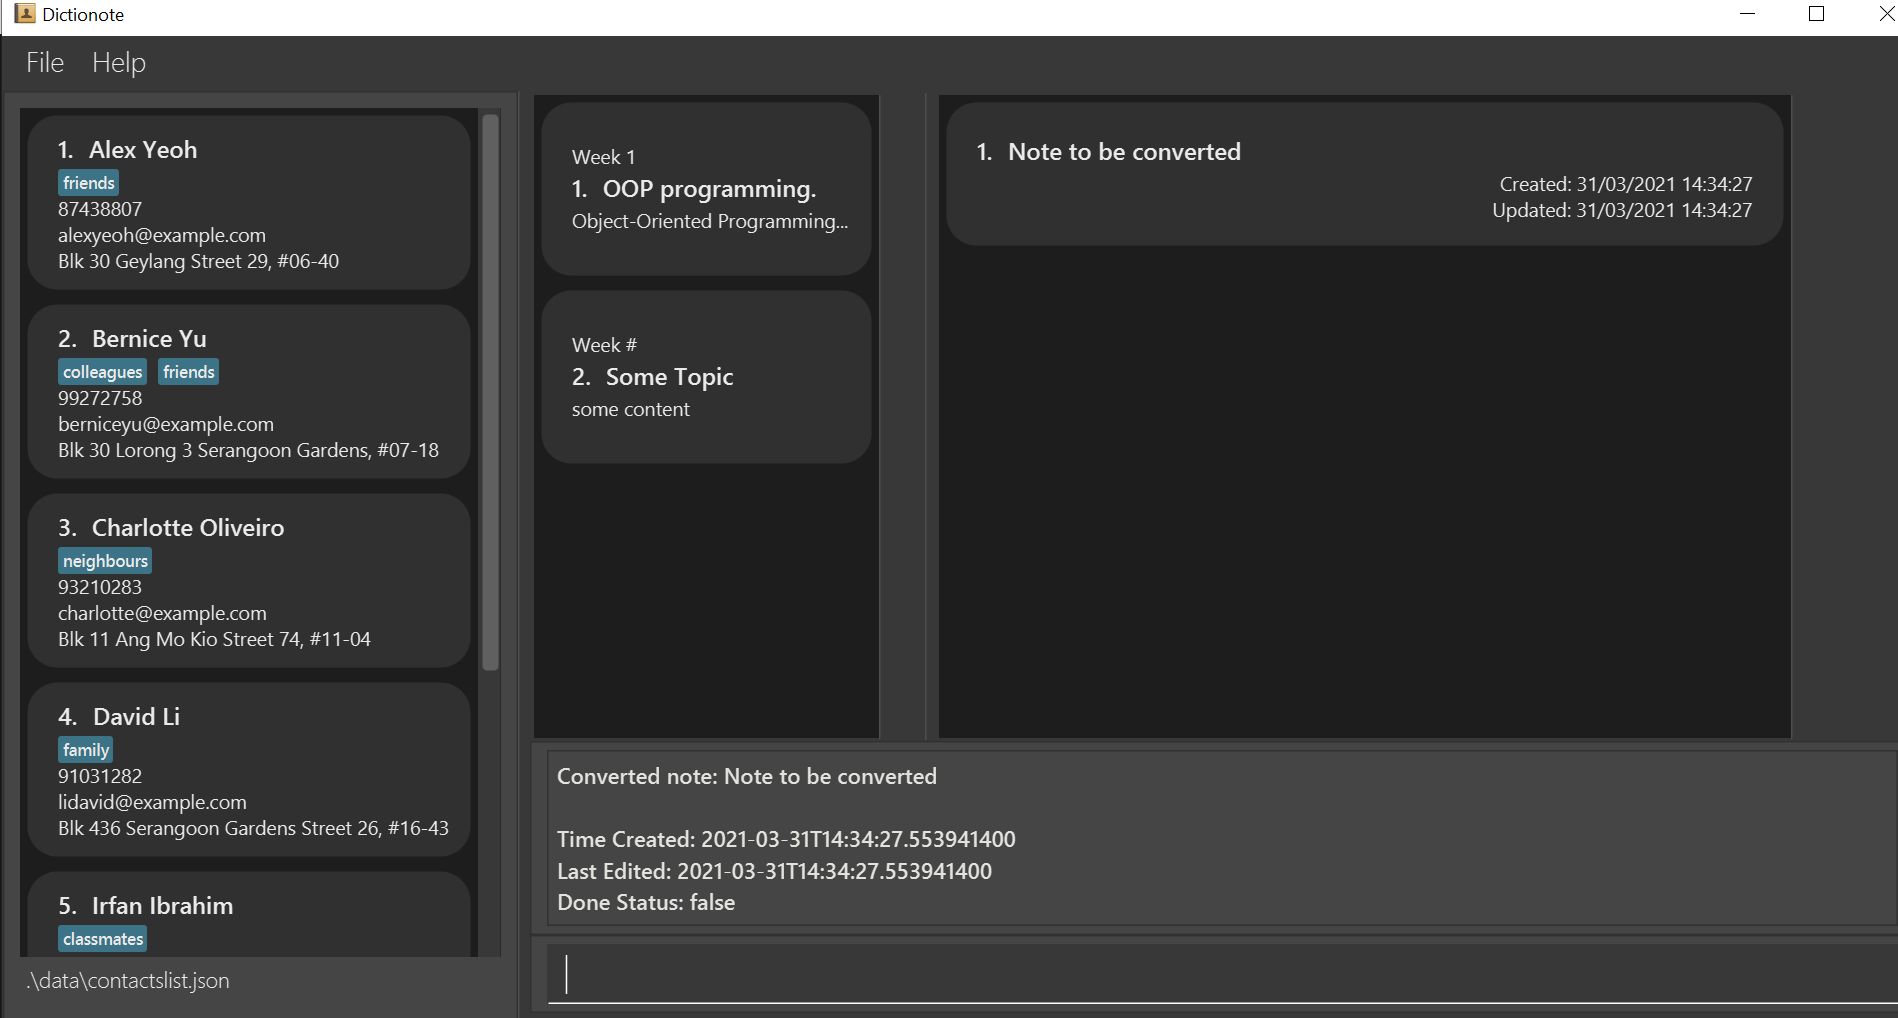 Dictionote
File Help
1. Alex Yeoh
friends
87438807
alexyeoh@example.com
Blk 30 Geylang Street 29, #06-40
2. Bernice Yu
colleagues friends
99272758
berniceyu@example.com
Blk 30 Lorong 3 Serangoon Gardens, #07-18
3. Charlotte Oliveiro
neighbours
93210283
charlotte@example.com
Blk 11 Ang Mo Kio Street 74, #11-04
4. David Li
family
91031282
lidavid@example.com
Blk 436 Serangoon Gardens Street 26, #16-43
5. Irfan Ibrahim
classmates
.\data\contactslist.json
Week 1
1. OOP programming.
Object-Oriented Programming...
Week #
2. Some Topic
some content
1. Note to be converted
Created: 31/03/2021 14:34:27
Updated: 31/03/2021 14:34:27
Converted note: Note to be converted
Time Created: 2021-03-31T14:34:27.553941400
Last Edited: 2021-03-31T14:34:27.553941400
Done Status: false